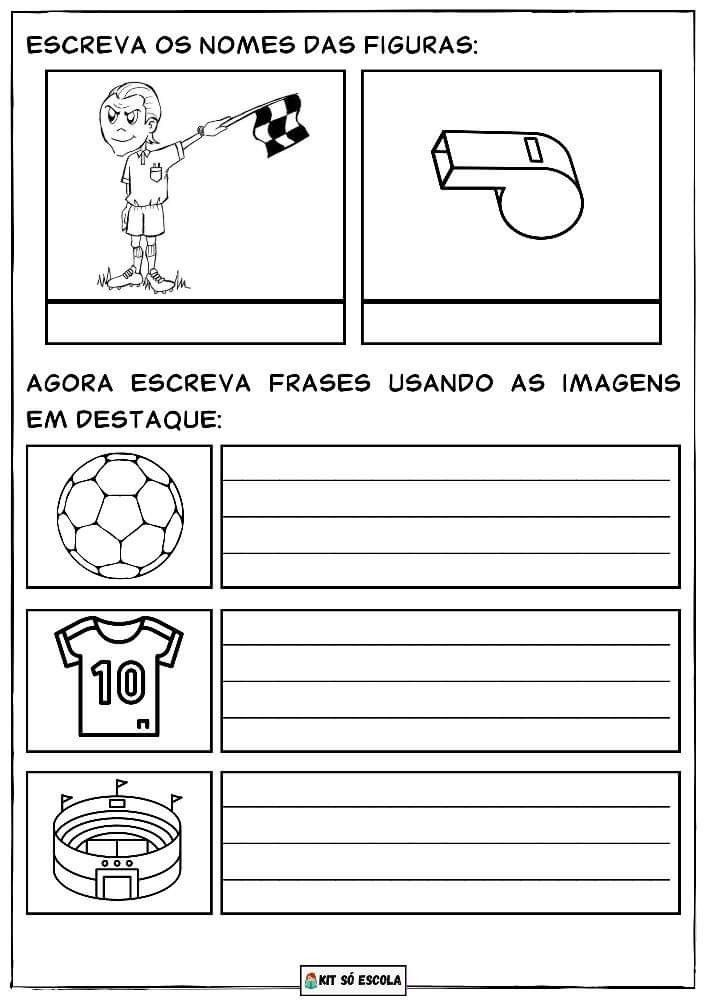 ESCREVA OS NOMES DAS FIGURAS:
AGORA ESCREVA FRASES USANDO AS IMAGENS
EM DESTAQUE:
10
KIT SÓ ESCOLA